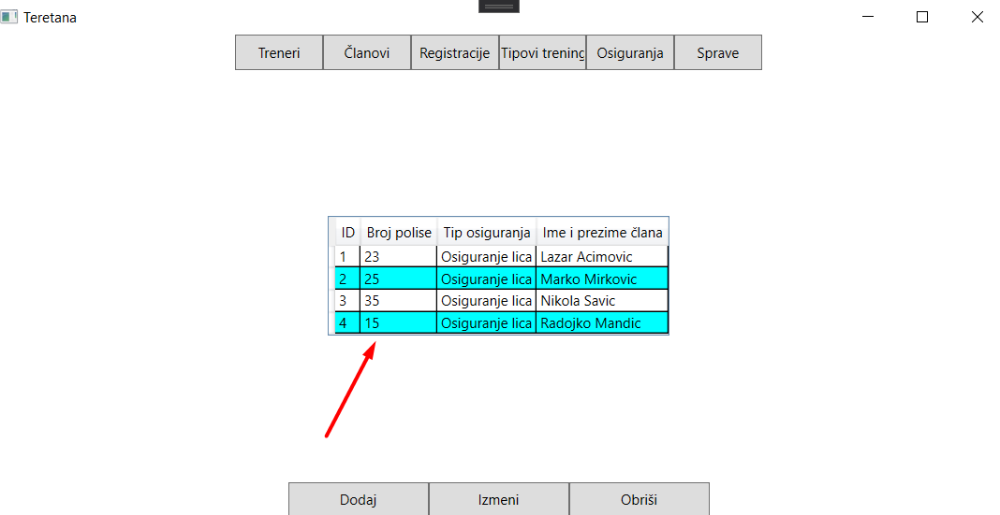 Teretana
Treneri Članovi Registracije Tipovi trening Osiguranja Sprave
ID Broj polise Tip osiguranja Ime i prezime člana
1 23 Osiguranje lica Lazar Acimovic
2 25 Osiguranje lica Marko Mirkovic
3 35 Osiguranje lica Nikola Savic
4 15 Osiguranje lica Radojko Mandic
Dodaj Izmeni Obriši